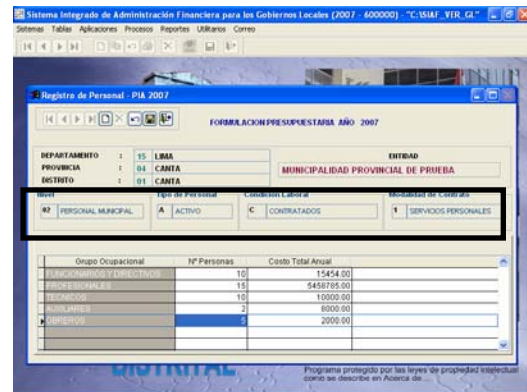 Sistema Integrado de Administración Financiera para los Gobiernos Locales (2007 - 600000) - "C:\SIAF_VER_GL"
Sistemas Tablas Aplicaciones Procesos Reportes Utilitarios Correo
Registro de Personal - PIA 2007
FORMULACION PRESUPUESTARIA AÑO 2007
DEPARTAMENTO : 15 LIMA ENTIDAD
PROVINCIA : 04 CANTA MUNICIPALIDAD PROVINCIAL DE PRUEBA
DISTRITO : 01 CANTA
Nivel Tipo de Personal Condición Laboral Modalidad de Contrato
02 PERSONAL MUNICIPAL A ACTIVO C CONTRATADOS 1 SERVICIOS PERSONALES
Grupo Ocupacional Nº Personas Costo Total Anual
FUNCIONARIOS Y DIRECTIVOS 10 15454.00
PROFESIONALES 15 5458785.00
TECNICOS 10 10000.00
AUXILIARES 2 8000.00
OBREROS 5 2000.00
DISTRITAL
Programa protegido por las leyes de propiedad intelectual
como se describe en Acerca de...